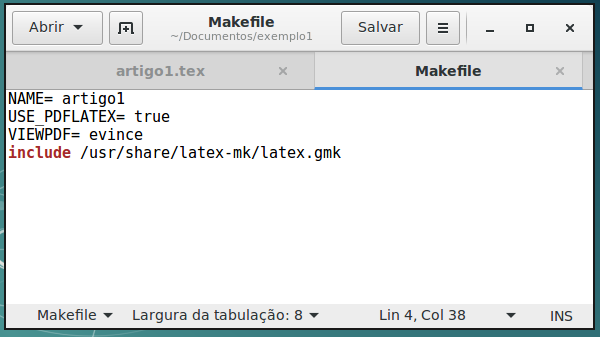 Abrir
Makefile
~/Documentos/exemplo1
Salvar
artigo1.tex
Makefile
NAME= artigo1
USE_PDFLATEX= true
VIEWPDF= evince
include /usr/share/latex-mk/latex.gmk
Makefile
Largura da tabulação: 8
Lin 4, Col 38
INS